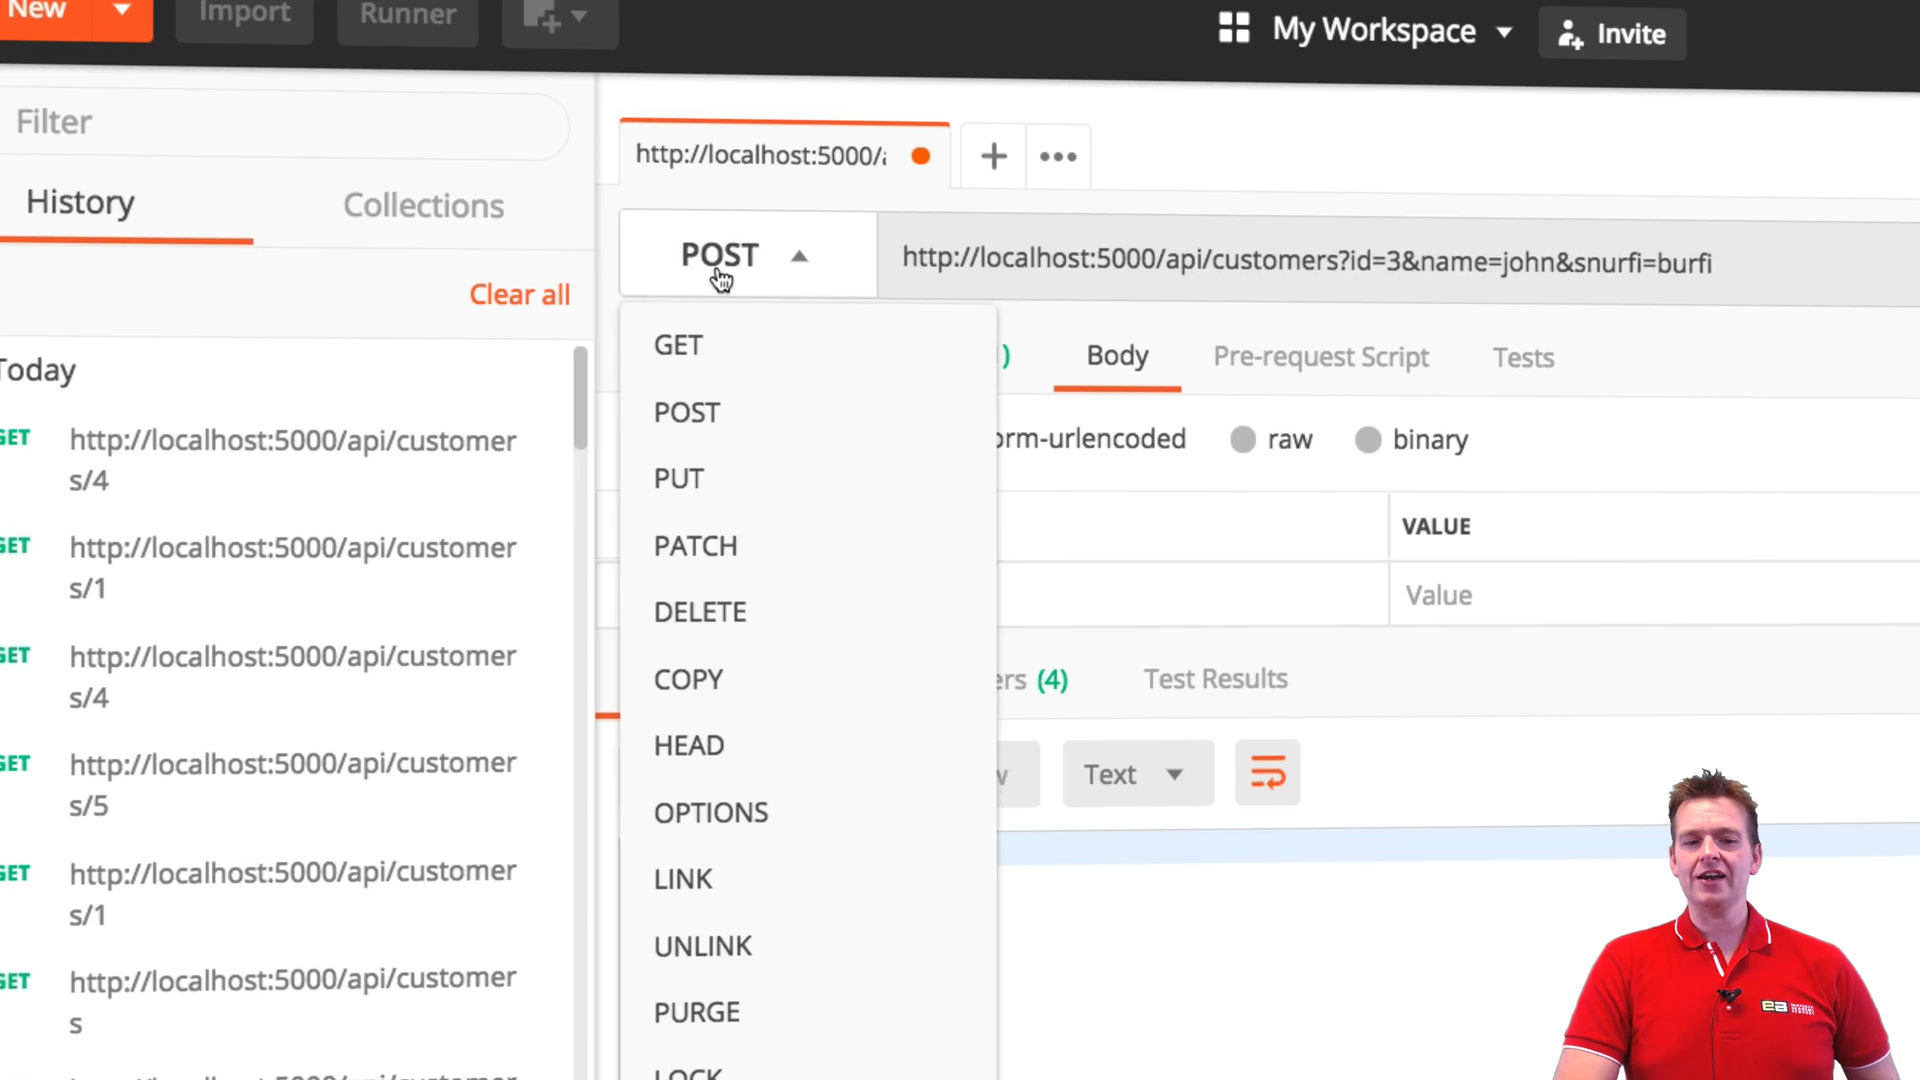 New
Import
Runner
My Workspace
Invite
Filter
History
Collections
Clear all
Today
GET http://localhost:5000/api/customer
s/4
GET http://localhost:5000/api/customer
s/1
GET http://localhost:5000/api/customer
s/4
GET http://localhost:5000/api/customer
s/5
GET http://localhost:5000/api/customer
s/1
GET http://localhost:5000/api/customer
s
http://localhost:5000/a
POST
http://localhost:5000/api/customers?id=3&name=john&snurfi=burfi
GET
POST
PUT
PATCH
DELETE
COPY
HEAD
OPTIONS
LINK
UNLINK
PURGE
LOCK
) Body Pre-request Script Tests
orm-urlencoded raw binary
VALUE
Value
ers (4) Test Results
w Text
ea